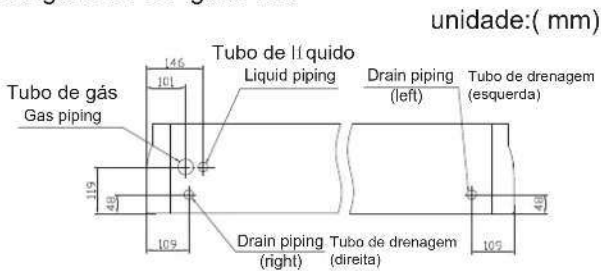 unidade:( mm)
146
101
Tubo de líquido
Liquid piping
Drain piping
(left)
Tubo de drenagem
(esquerda)
Tubo de gás
Gas piping
119
48
48
109
109
Drain piping
(right)
Tubo de drenagem
(direita)